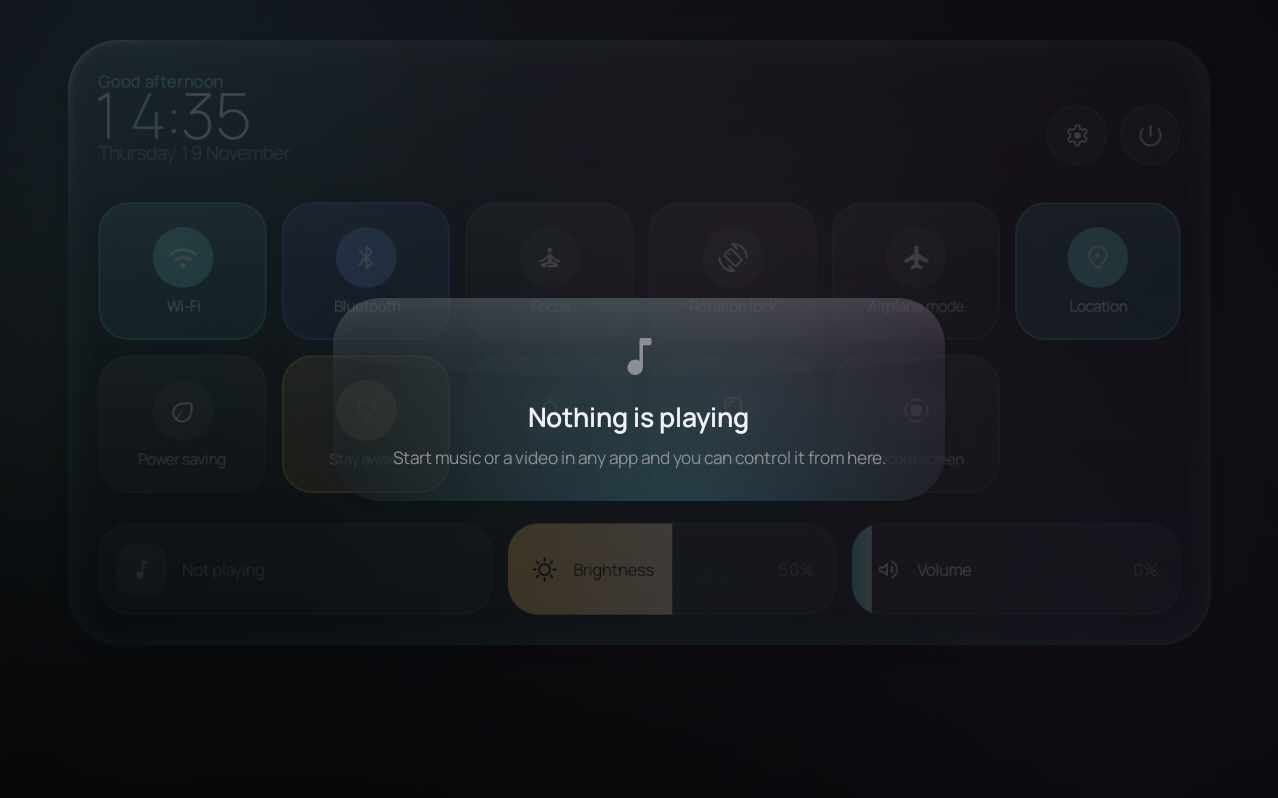 Good afternoon
14:35
Thursday 19 November
Wi-Fi
Bluetooth
Focus
Rotation lock
Airplane mode
Location
Nothing is playing
Start music or a video in any app and you can control it from here.
Power saving
Stay
screen
Not playing
Brightness
50%
Volume
0%